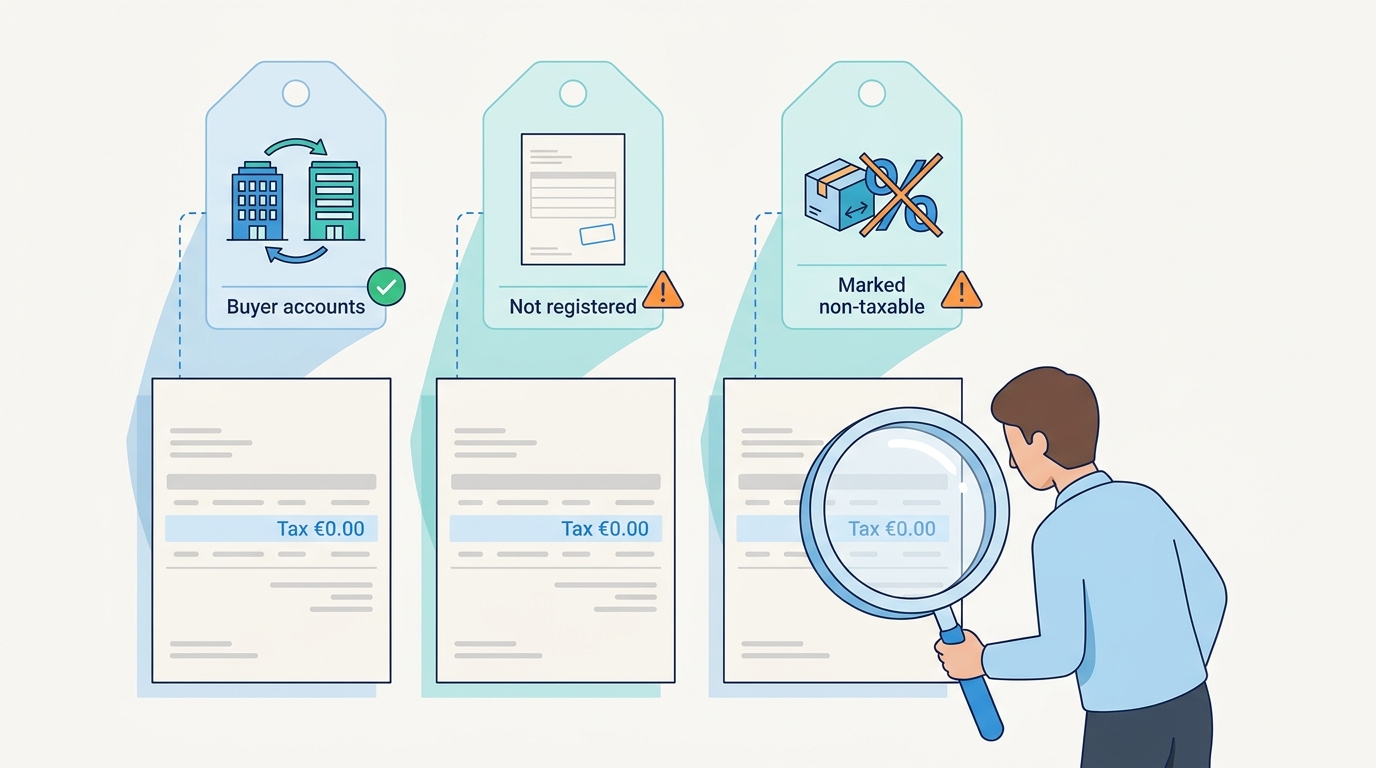 Buyer accounts
Not registered
Marked
non-taxable
Tax €0.00
Tax €0.00
Tax €0.00